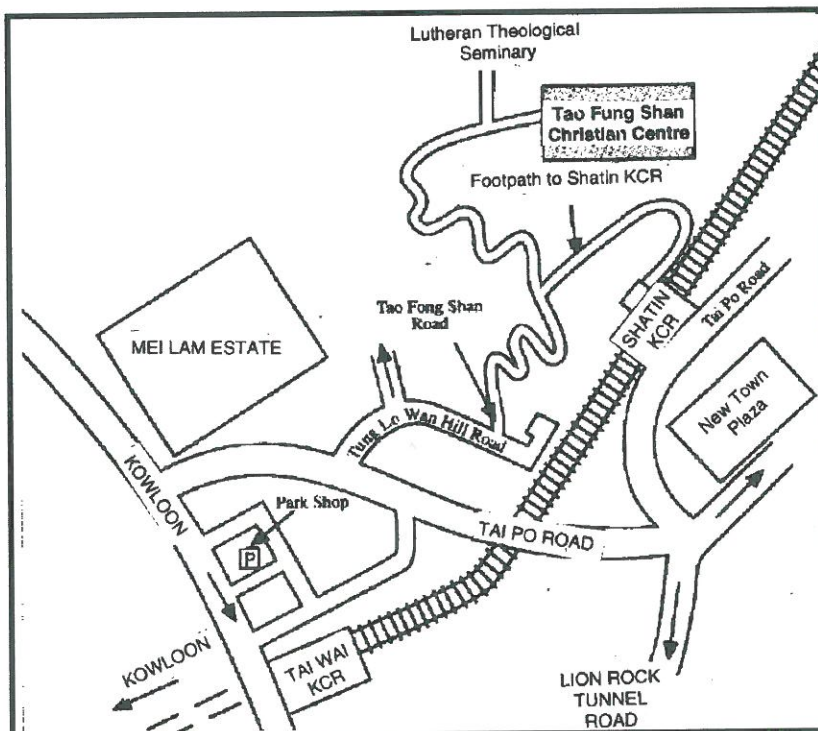 Lutheran Theological
Seminary
Tao Fung Shan
Christian Centre
Footpath to Shatin KCR
Tao Fong Shan
Road
MEI LAM ESTATE
SHATIN
KCR
Tai Po Road
New Town
Plaza
Tung Lo Wan Hill Road
KOWLOON
Park Shop
P
TAI PO ROAD
KOWLOON
TAI WAI
KCR
LION ROCK
TUNNEL
ROAD